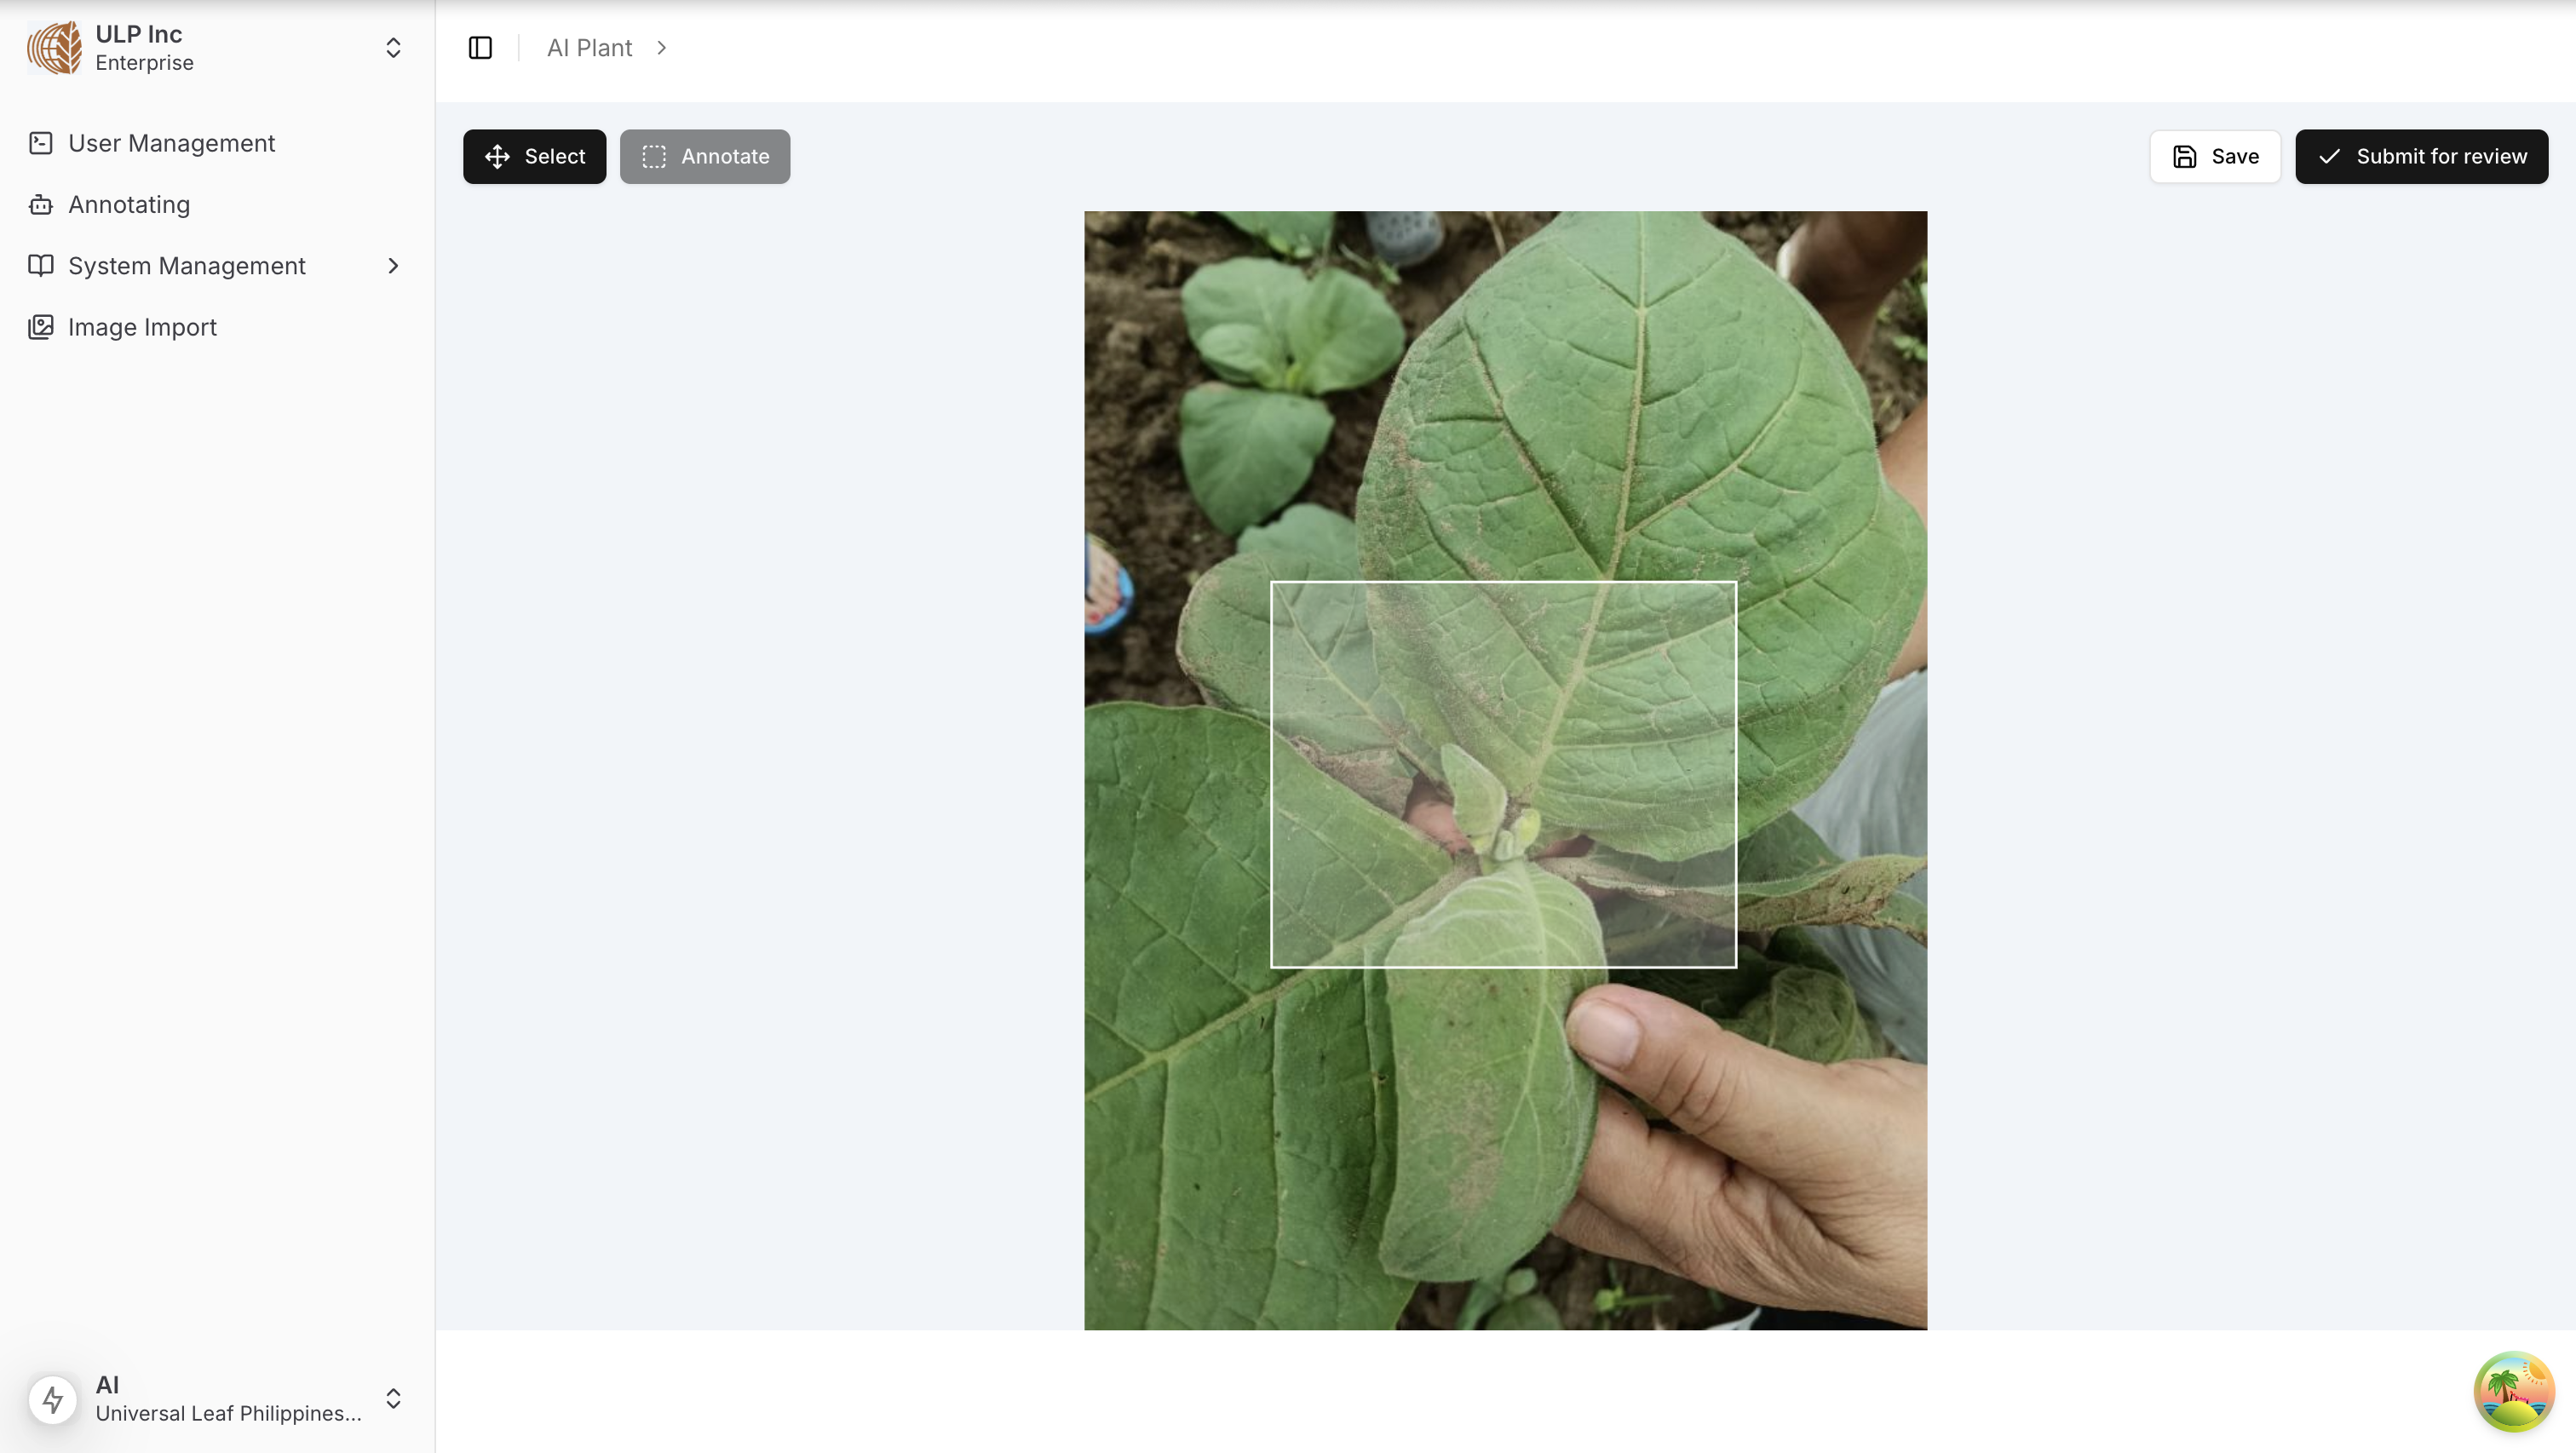 ULP Inc
Enterprise
User Management
Annotating
System Management
Image Import
AI
Universal Leaf Philippines...
AI Plant
Select
Annotate
Save
Submit for review